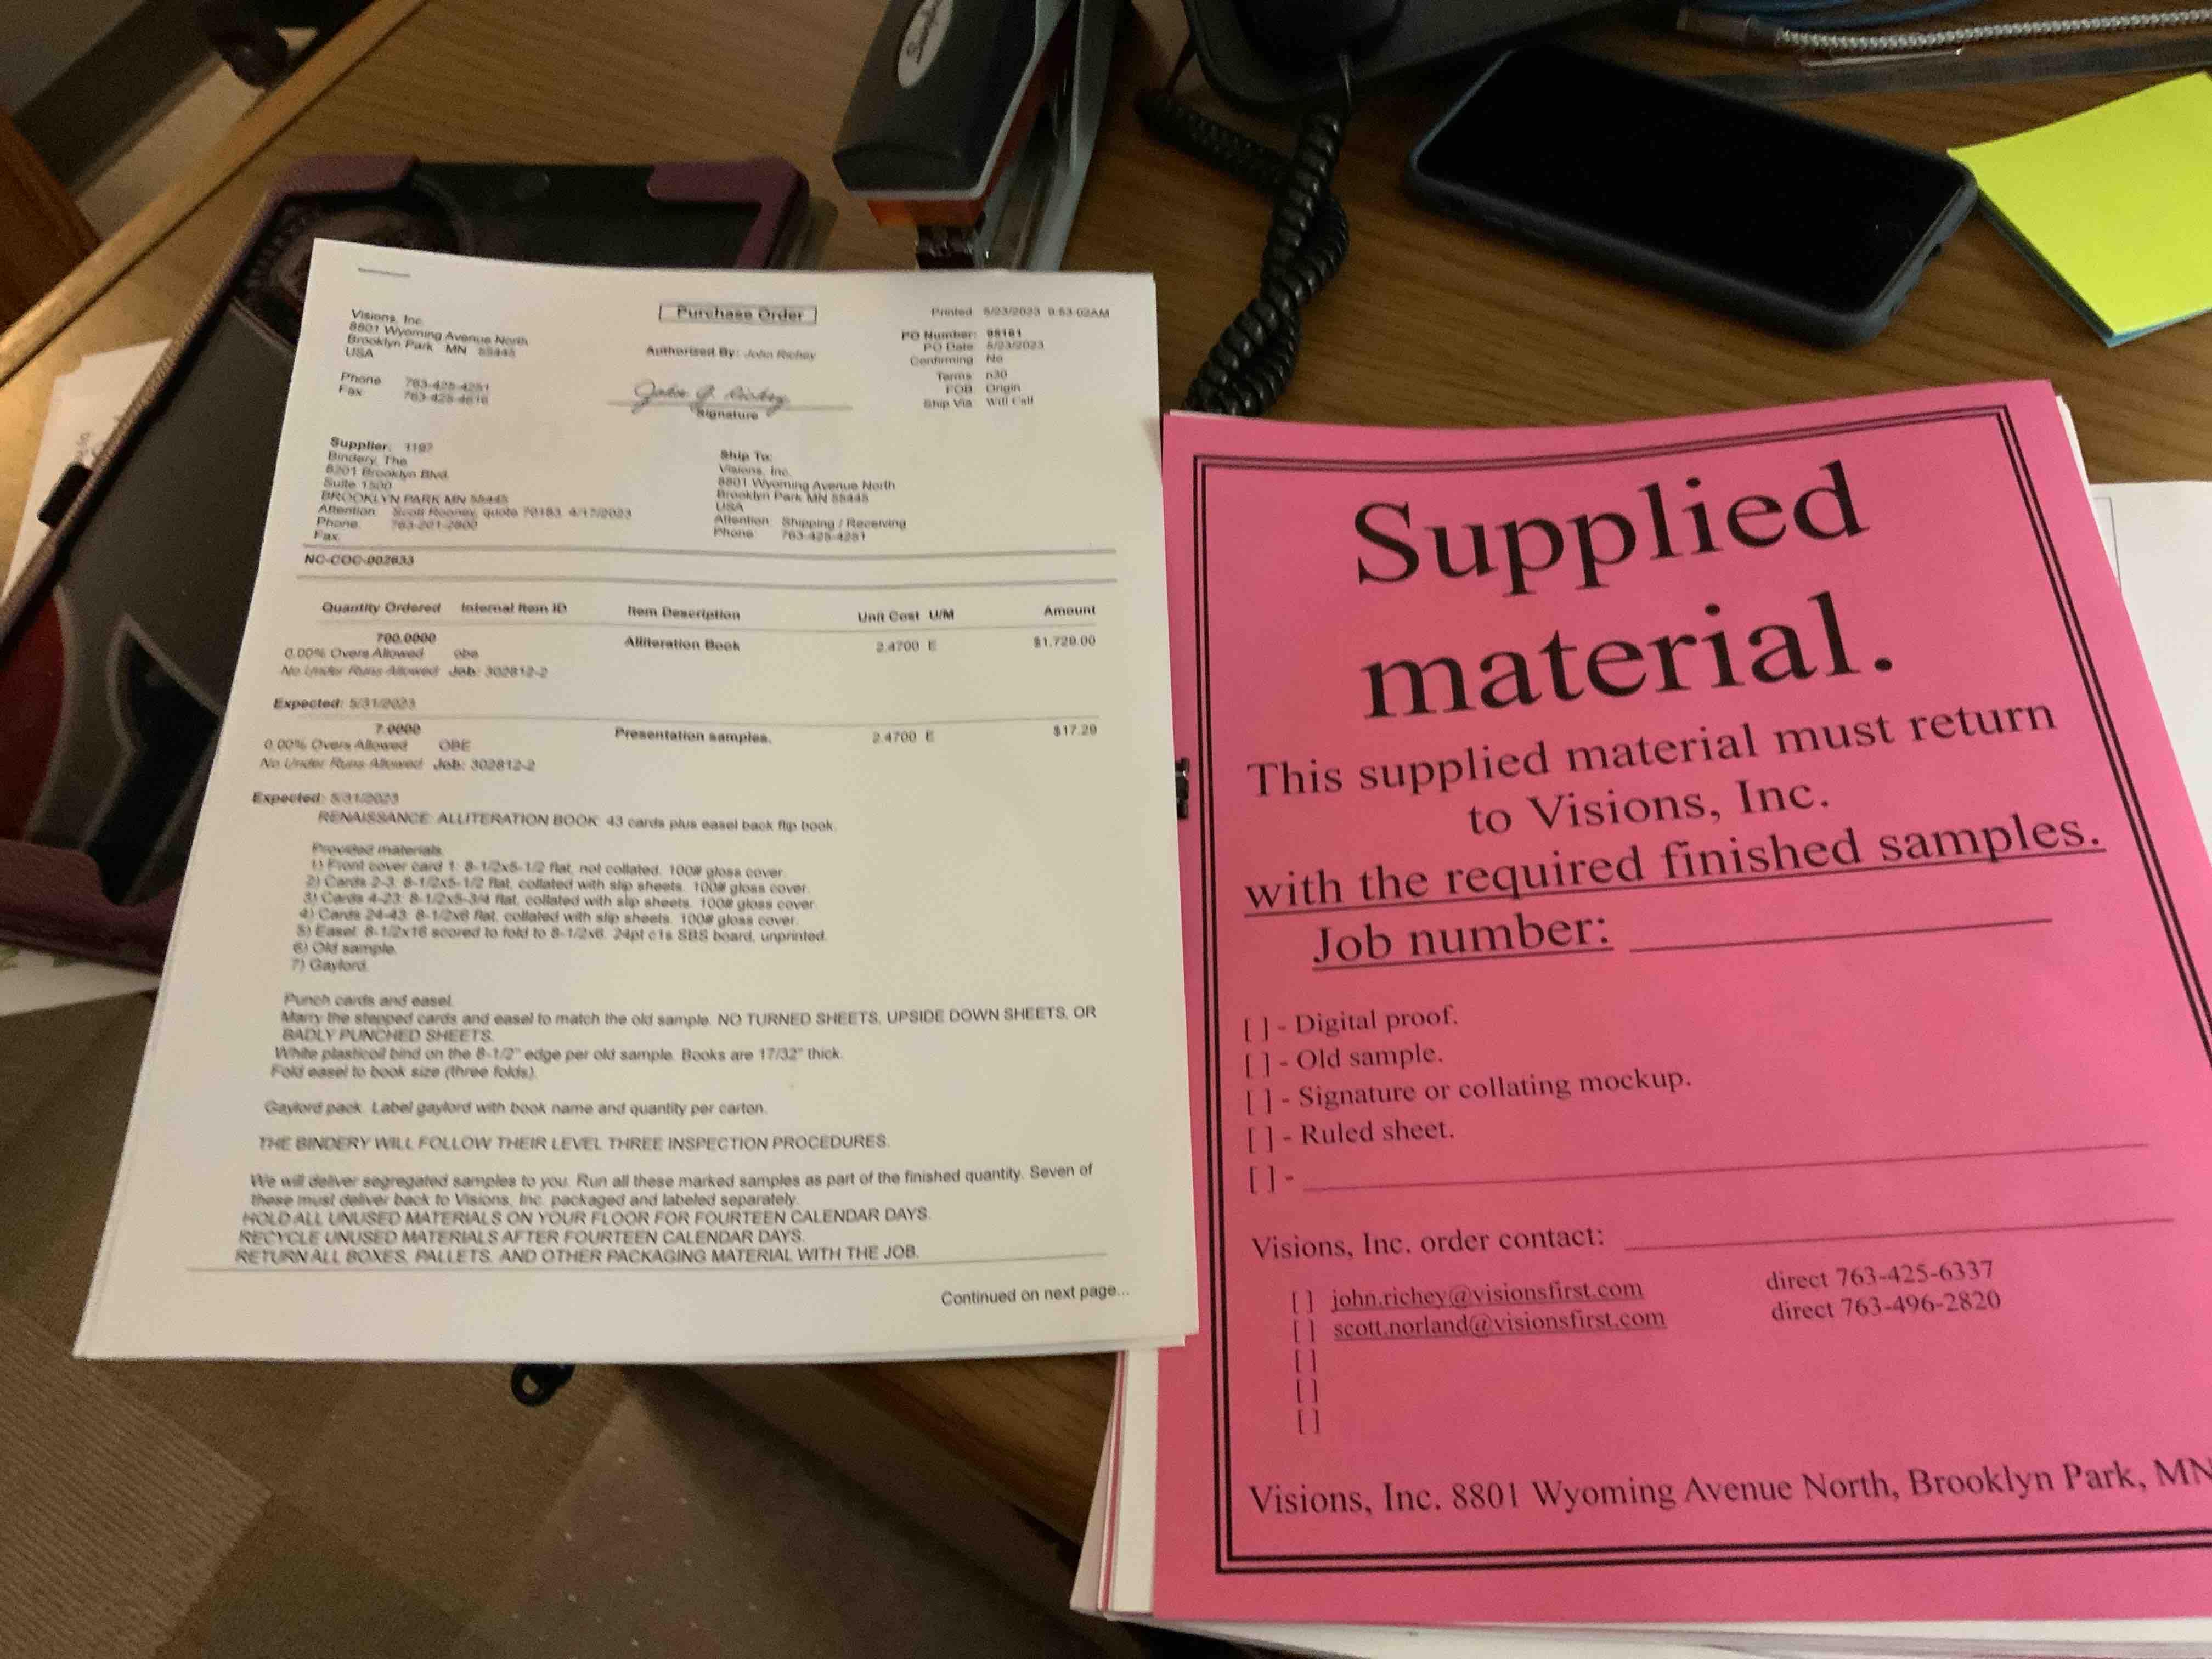 Visions, Inc.
8801 Wyoming Avenue North
Brooklyn Park MN 55445
USA
Phone 763-425-4251
Fax
Purchase Order
Authorized By: John Richey
John G. Richey
Signature
Printed 5/23/2023 9:53:02AM
PO Number: 98161
PO Date 5/23/2023
Confirming No
Terms n30
FOB Origin
Ship Via Will Call
Supplier: 1197
Bindery, The
8201 Brooklyn Blvd.
Suite 1500
BROOKLYN PARK MN 55445
Attention: Scott Rooney, quote 70183, 4/17/2023
Phone: 763-201-2800
Fax:
Ship To:
Visions, Inc.
8801 Wyoming Avenue North
Brooklyn Park MN 55445
USA
Attention: Shipping / Receiving
Phone: 763-425-4251
NC-COC-002633
Quantity Ordered Internal Item ID Item Description Unit Cost U/M Amount
700.0000 Alliteration Book 2.4700 E $1,729.00
0.00% Overs Allowed obe
No Under Runs Allowed Job: 302812-2
Expected: 5/31/2023
7.0000 Presentation samples. 2.4700 E $17.29
0.00% Overs Allowed OBE
No Under Runs Allowed Job: 302812-2
Expected: 5/31/2023
RENAISSANCE: ALLITERATION BOOK: 43 cards plus easel back flip book.
Provided materials.
1) Front cover card 1: 8-1/2x5-1/2 flat, not collated. 100# gloss cover.
2) Cards 2-3: 8-1/2x5-1/2 flat, collated with slip sheets. 100# gloss cover.
3) Cards 4-23: 8-1/2x5-3/4 flat, collated with slip sheets. 100# gloss cover.
4) Cards 24-43: 8-1/2x6 flat, collated with slip sheets. 100# gloss cover.
5) Easel: 8-1/2x16 scored to fold to 8-1/2x6. 24pt c1s SBS board, unprinted.
6) Old sample.
7) Gaylord.
Punch cards and easel.
Marry the stepped cards and easel to match the old sample. NO TURNED SHEETS, UPSIDE DOWN SHEETS, OR
BADLY PUNCHED SHEETS.
White plasticoil bind on the 8-1/2" edge per old sample. Books are 17/32" thick.
Fold easel to book size (three folds).
Gaylord pack. Label gaylord with book name and quantity per carton.
THE BINDERY WILL FOLLOW THEIR LEVEL THREE INSPECTION PROCEDURES.
We will deliver segregated samples to you. Run all these marked samples as part of the finished quantity. Seven of
these must deliver back to Visions, Inc. packaged and labeled separately.
HOLD ALL UNUSED MATERIALS ON YOUR FLOOR FOR FOURTEEN CALENDAR DAYS.
RECYCLE UNUSED MATERIALS AFTER FOURTEEN CALENDAR DAYS.
RETURN ALL BOXES, PALLETS, AND OTHER PACKAGING MATERIAL WITH THE JOB.
Continued on next page...
Supplied
material.
This supplied material must return
to Visions, Inc.
with the required finished samples.
Job number:
[ ] - Digital proof.
[ ] - Old sample.
[ ] - Signature or collating mockup.
[ ] - Ruled sheet.
[ ] -
Visions, Inc. order contact:
[ ] john.richey@visionsfirst.com direct 763-425-6337
[ ] scott.norland@visionsfirst.com direct 763-496-2820
[ ]
[ ]
[ ]
Visions, Inc. 8801 Wyoming Avenue North, Brooklyn Park, MN